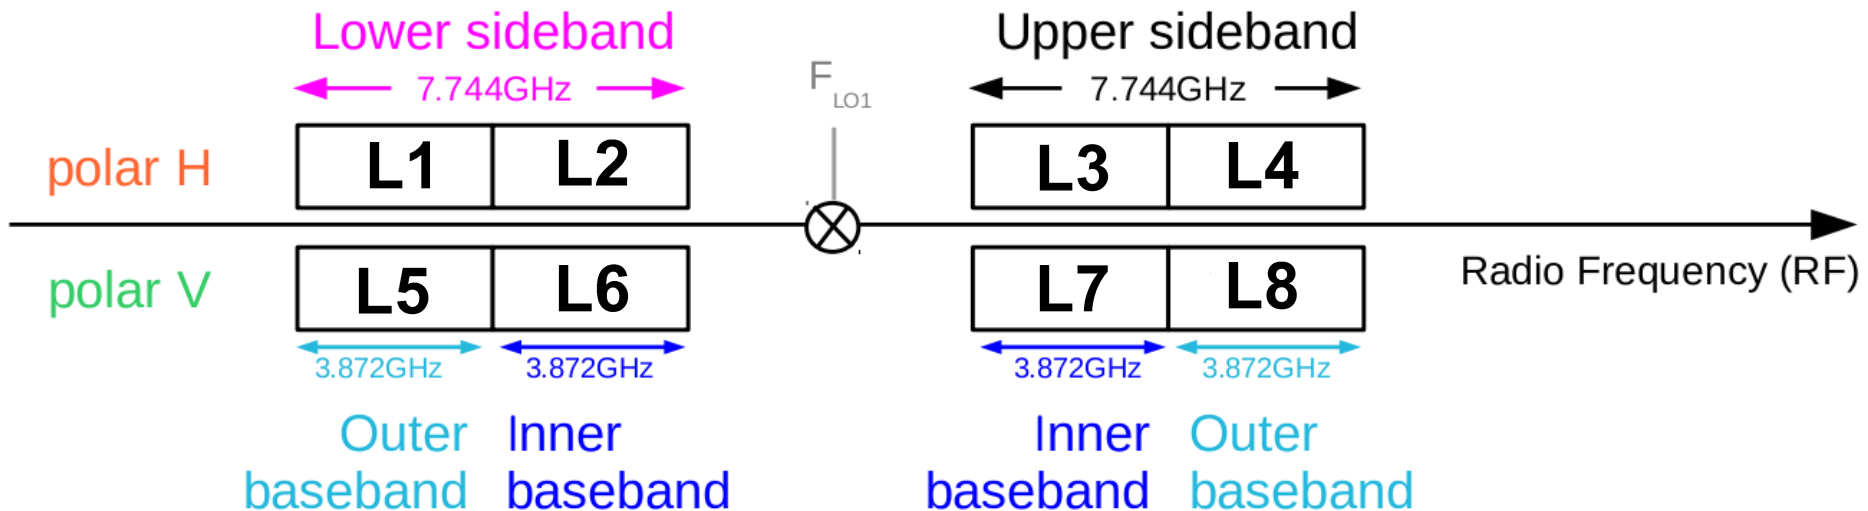 Lower sideband
Upper sideband
7.744GHz
F LO1
7.744GHz
polar H
L1
L2
L3
L4
polar V
L5
L6
L7
L8
Radio Frequency (RF)
3.872GHz
3.872GHz
3.872GHz
3.872GHz
Outer
baseband
Inner
baseband
Inner
baseband
Outer
baseband